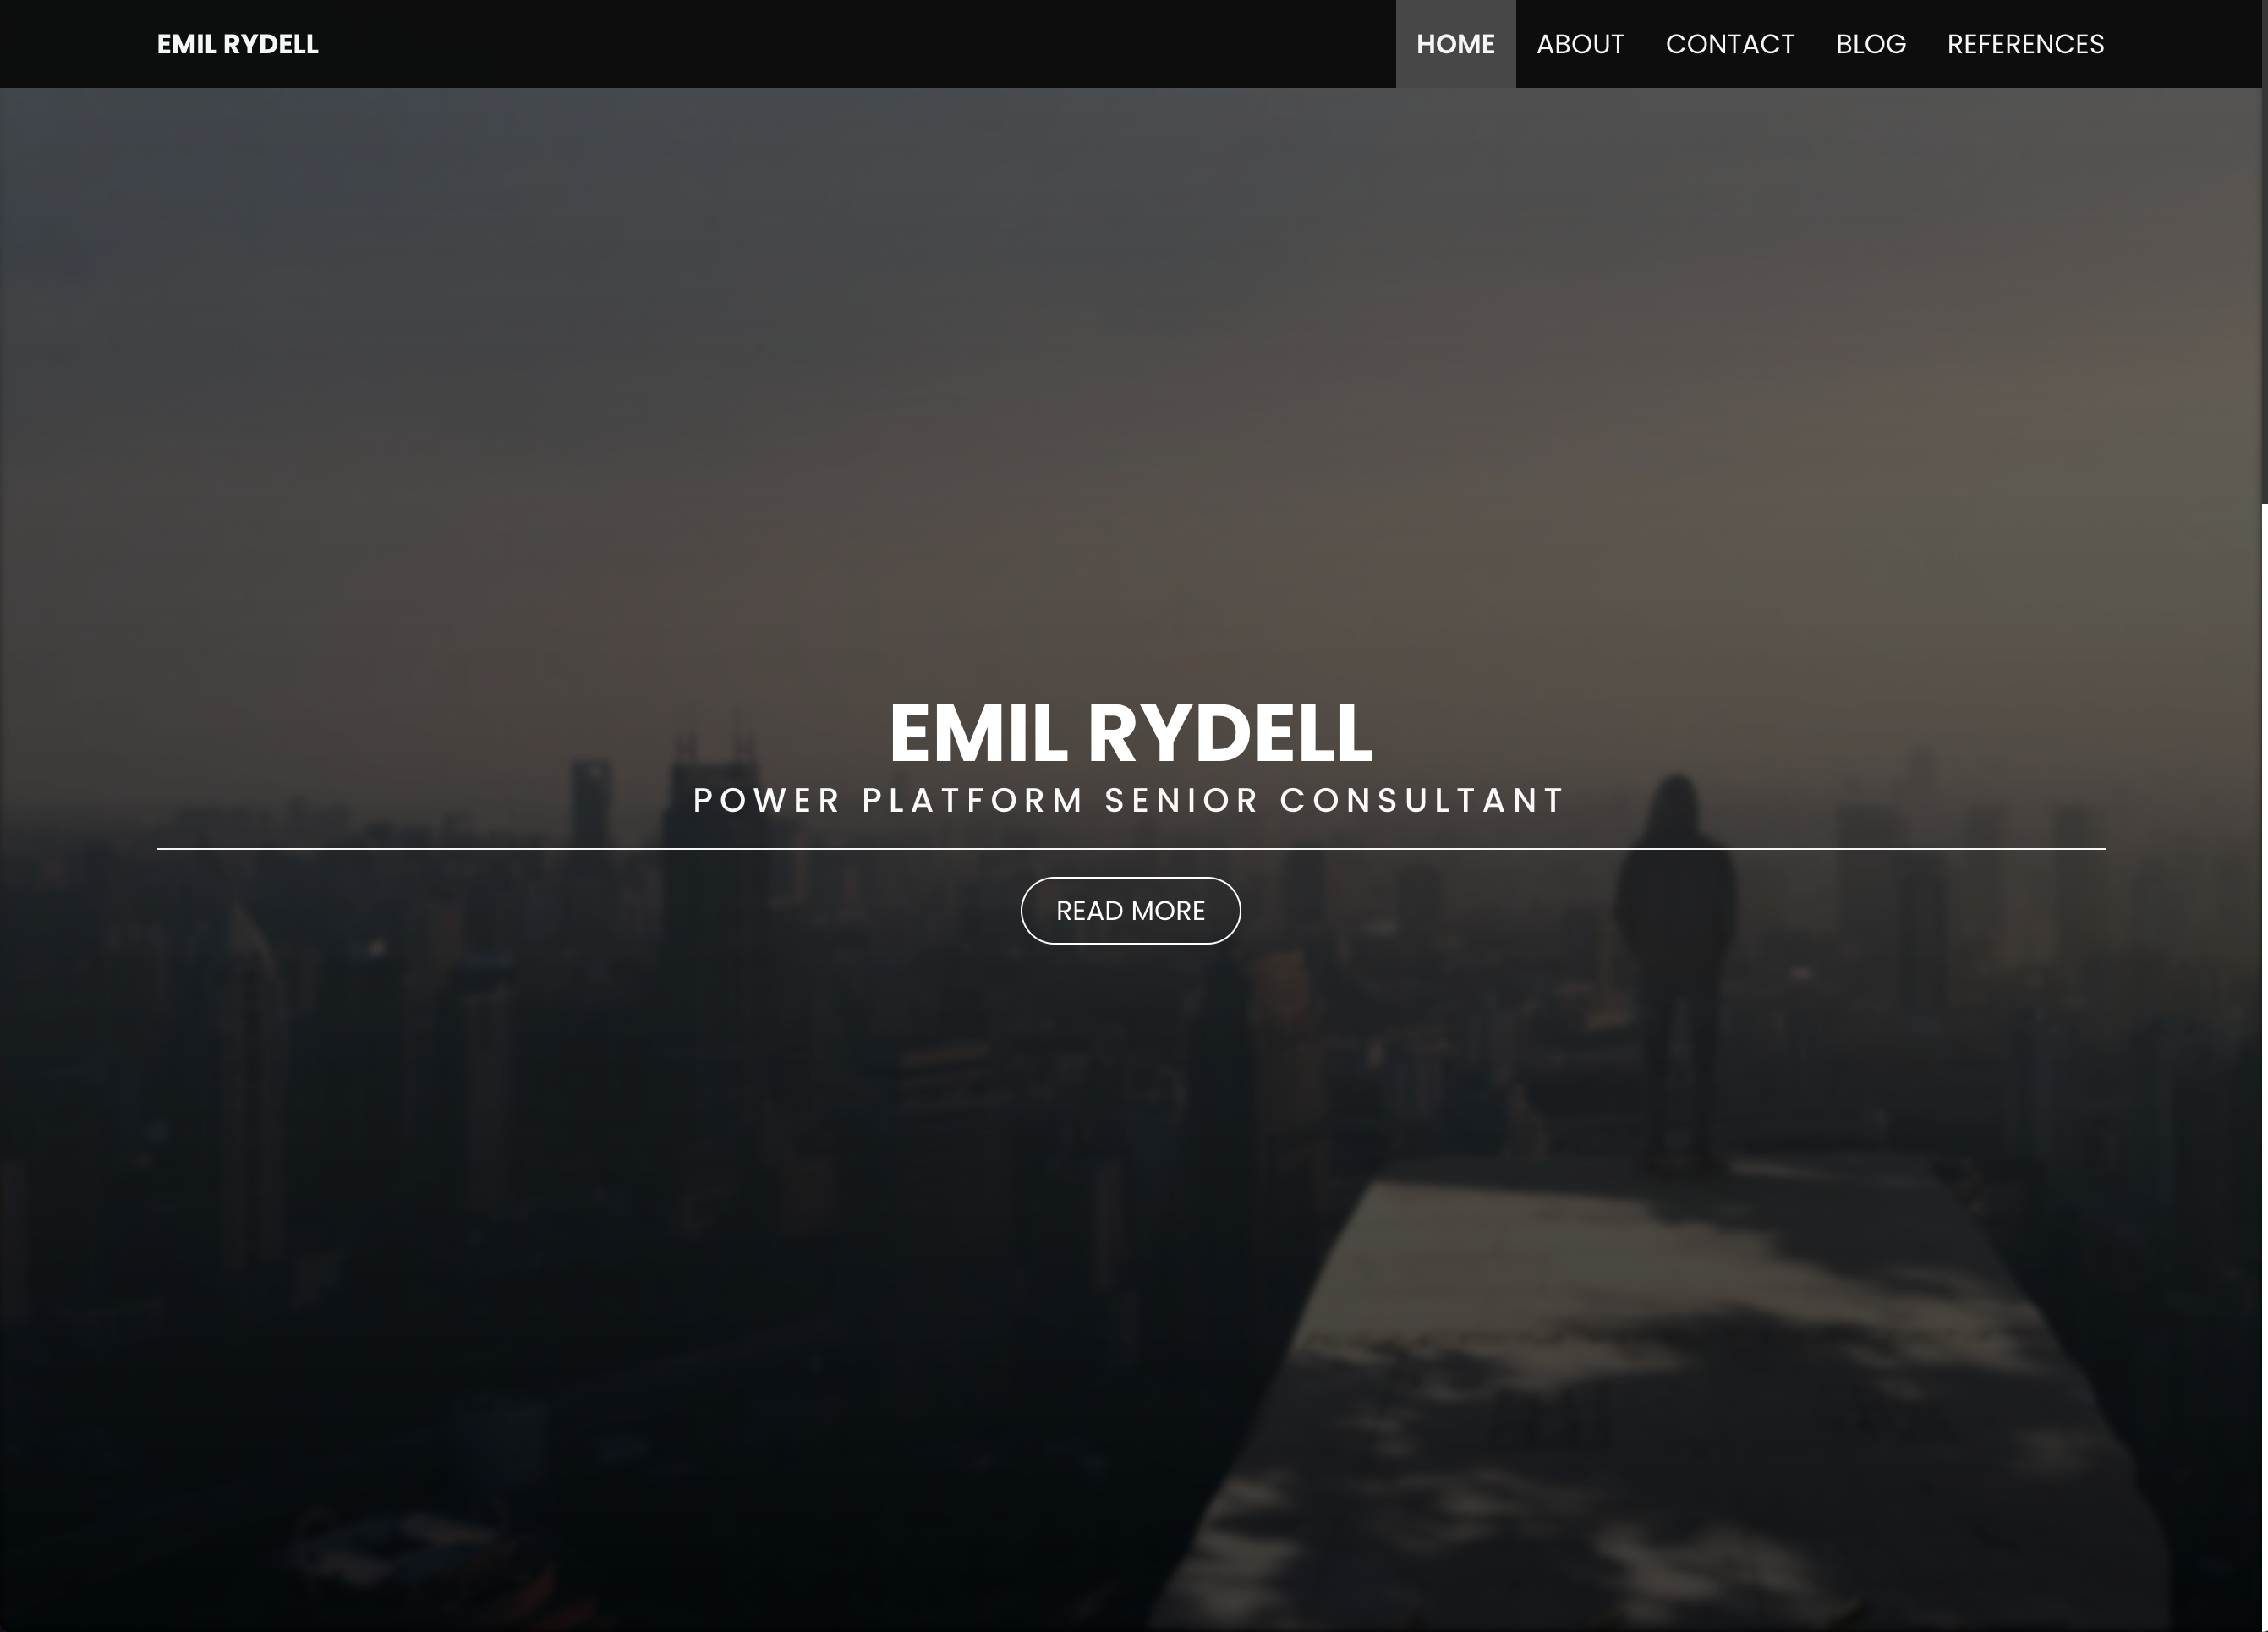 EMIL RYDELL
HOME ABOUT CONTACT BLOG REFERENCES
EMIL RYDELL
POWER PLATFORM SENIOR CONSULTANT
READ MORE